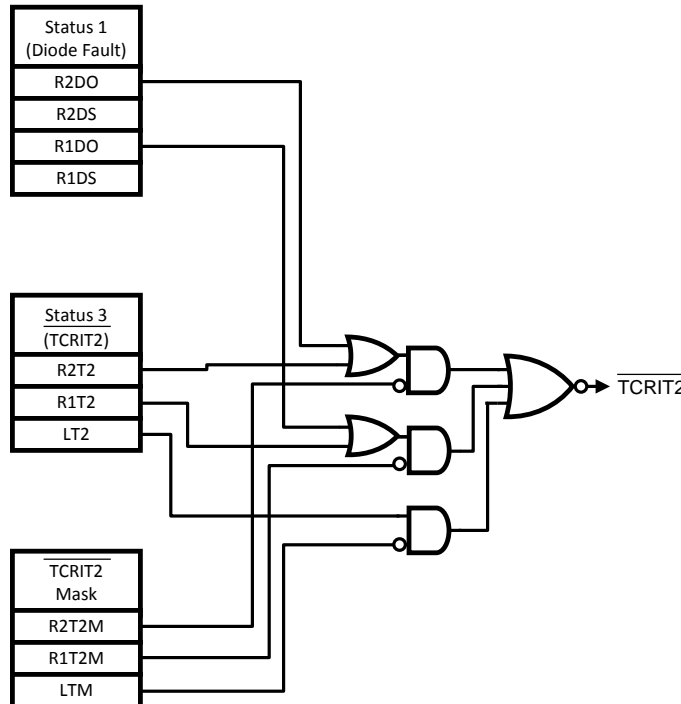 Status 1
(Diode Fault)
R2DO
R2DS
R1DO
R1DS
Status 3
(TCRIT2)
R2T2
R1T2
LT2
TCRIT2
TCRIT2
Mask
R2T2M
R1T2M
LTM